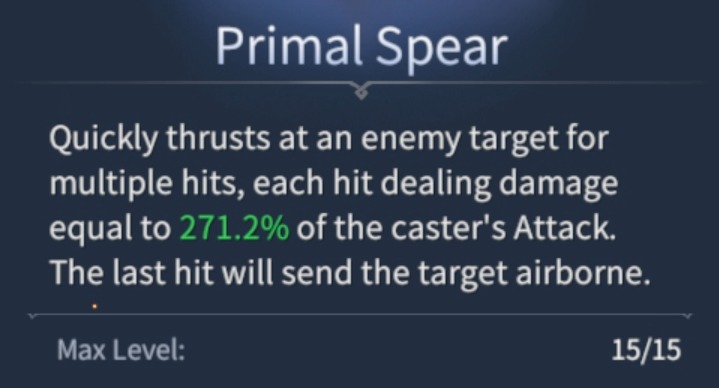 Primal Spear
Quickly thrusts at an enemy target for
multiple hits, each hit dealing damage
equal to 271.2% of the caster's Attack.
The last hit will send the target airborne.
Max Level: 15/15